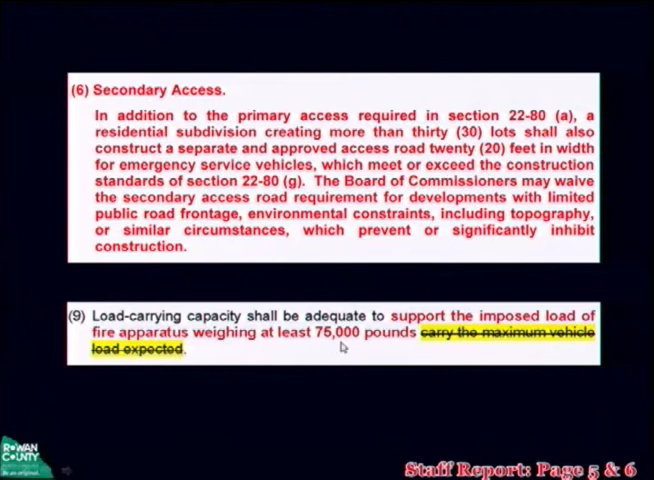 (6) Secondary Access.
In addition to the primary access required in section 22-80 (a), a
residential subdivision creating more than thirty (30) lots shall also
construct a separate and approved access road twenty (20) feet in width
for emergency service vehicles, which meet or exceed the construction
standards of section 22-80 (g). The Board of Commissioners may waive
the secondary access road requirement for developments with limited
public road frontage, environmental constraints, including topography,
or similar circumstances, which prevent or significantly inhibit
construction.
(9) Load-carrying capacity shall be adequate to support the imposed load of
fire apparatus weighing at least 75,000 pounds carry the maximum vehicle
load expected.
ROWAN
COUNTY
Be an original.
Staff Report: Page 5 & 6